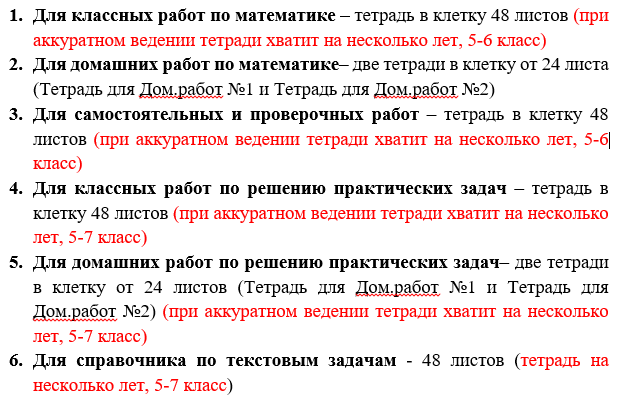 1. Для классных работ по математике – тетрадь в клетку 48 листов (при
аккуратном ведении тетради хватит на несколько лет, 5-6 класс)
2. Для домашних работ по математике– две тетради в клетку от 24 листа
(Тетрадь для Дом.работ №1 и Тетрадь для Дом.работ №2)
3. Для самостоятельных и проверочных работ – тетрадь в клетку 48
листов (при аккуратном ведении тетради хватит на несколько лет, 5-6
класс)
4. Для классных работ по решению практических задач – тетрадь в
клетку 48 листов (при аккуратном ведении тетради хватит на несколько
лет, 5-7 класс)
5. Для домашних работ по решению практических задач– две тетради
в клетку от 24 листов (Тетрадь для Дом.работ №1 и Тетрадь для
Дом.работ №2) (при аккуратном ведении тетради хватит на несколько
лет, 5-7 класс)
6. Для справочника по текстовым задачам - 48 листов (тетрадь на
несколько лет, 5-7 класс)